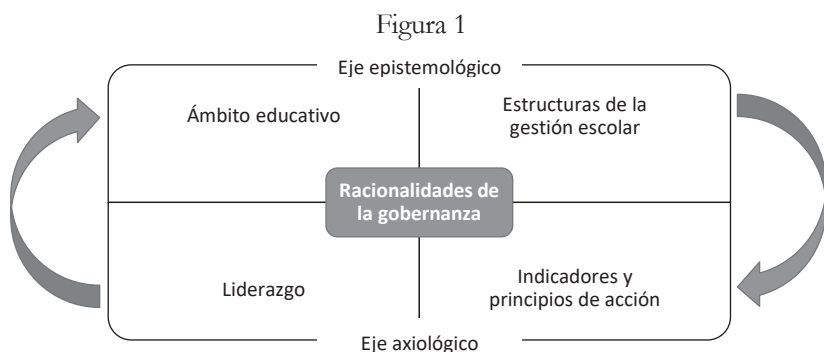 Figura 1
Eje epistemológico
Ámbito educativo
Estructuras de la
gestión escolar
Racionalidades de
la gobernanza
Liderazgo
Indicadores y
principios de acción
Eje axiológico